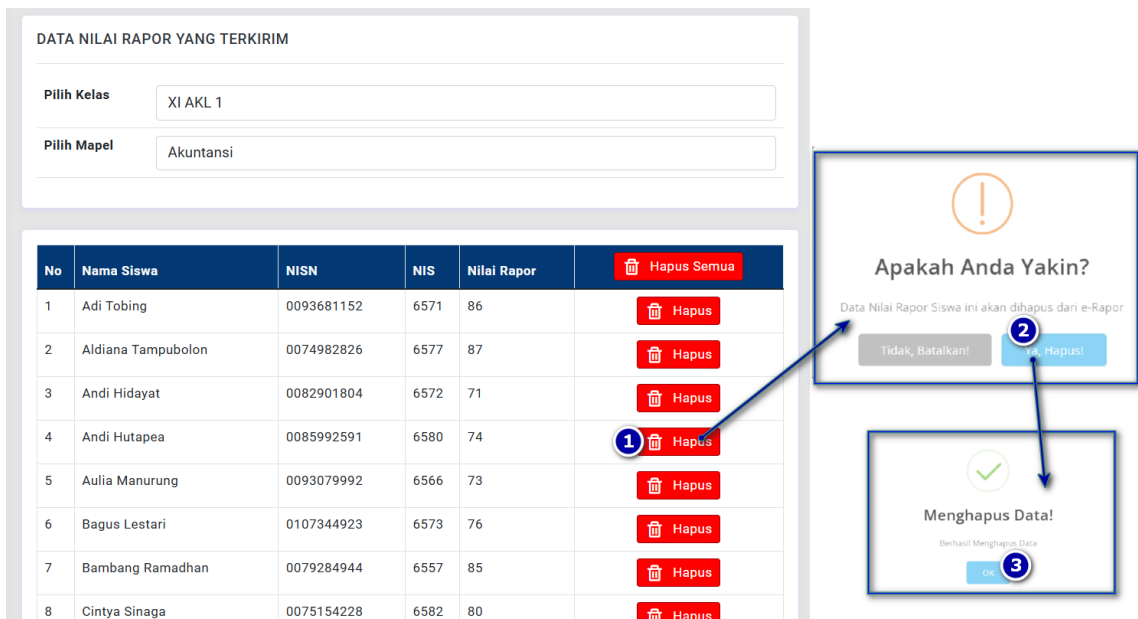 DATA NILAI RAPOR YANG TERKIRIM
Pilih Kelas XI AKL 1
Pilih Mapel Akuntansi
No Nama Siswa NISN NIS Nilai Rapor Hapus Semua
1 Adi Tobing 0093681152 6571 86 Hapus
2 Aldiana Tampubolon 0074982826 6577 87 Hapus
3 Andi Hidayat 0082901804 6572 71 Hapus
4 Andi Hutapea 0085992591 6580 74 1 Hapus
5 Aulia Manurung 0093079992 6566 73 Hapus
6 Bagus Lestari 0107344923 6573 76 Hapus
7 Bambang Ramadhan 0079284944 6557 85 Hapus
8 Cintya Sinaga 0075154228 6582 80 Hapus
Apakah Anda Yakin?
Data Nilai Rapor Siswa ini akan dihapus dari e-Rapor
2
Tidak, Batalkan! Ya, Hapus!
Menghapus Data!
Berhasil Menghapus Data
OK 3